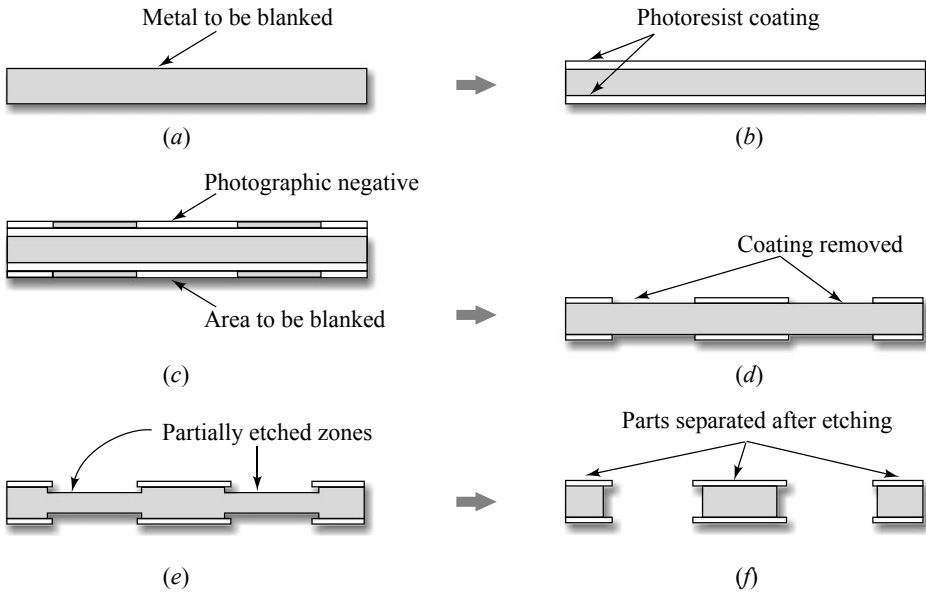 Metal to be blanked
Photoresist coating
(a)
(b)
Photographic negative
Area to be blanked
Coating removed
(c)
(d)
Partially etched zones
Parts separated after etching
(e)
(f)